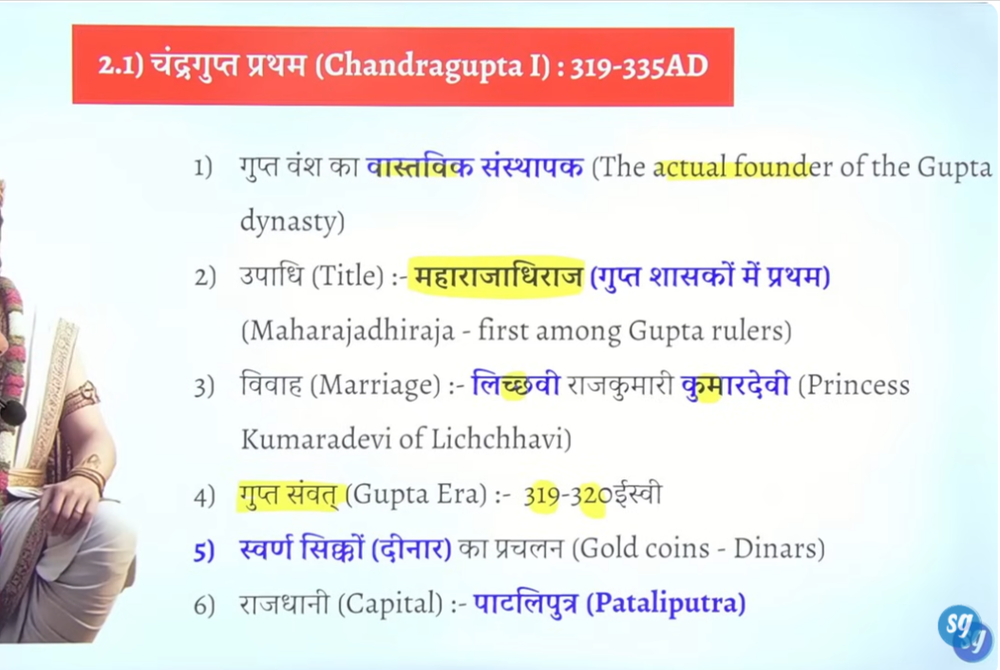 2.1) चंद्रगुप्त प्रथम (Chandragupta I) : 319-335AD
1) गुप्त वंश का वास्तविक संस्थापक (The actual founder of the Gupta
dynasty)
2) उपाधि (Title) :- महाराजाधिराज (गुप्त शासकों में प्रथम)
(Maharajadhiraja - first among Gupta rulers)
3) विवाह (Marriage) :- लिच्छवी राजकुमारी कुमारदेवी (Princess
Kumaradevi of Lichchhavi)
4) गुप्त संवत् (Gupta Era) :- 319-320ईस्वी
5) स्वर्ण सिक्कों (दीनार) का प्रचलन (Gold coins - Dinars)
6) राजधानी (Capital) :- पाटलिपुत्र (Pataliputra)
sg
sg